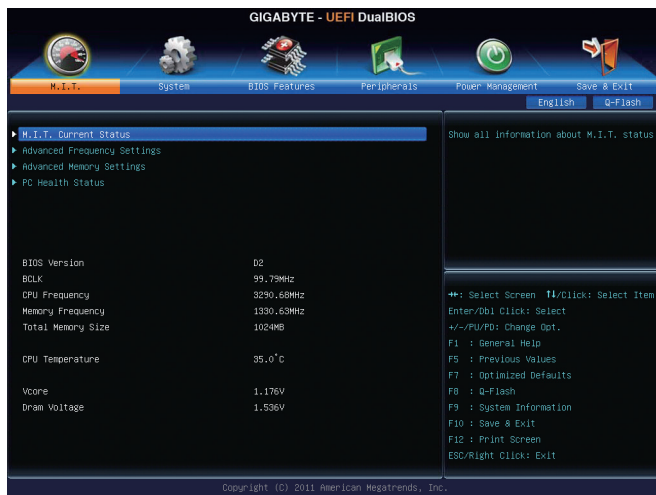 GIGABYTE - UEFI DualBIOS
M.I.T. System BIOS Features Peripherals Power Management Save & Exit
English Q-Flash
M.I.T. Current Status
Advanced Frequency Settings
Advanced Memory Settings
PC Health Status
Show all information about M.I.T. status
BIOS Version D2
BCLK 99.79MHz
CPU Frequency 3290.68MHz
Memory Frequency 1330.63MHz
Total Memory Size 1024MB
CPU Temperature 35.0°C
Vcore 1.176V
Dram Voltage 1.536V
→←: Select Screen ↑↓/Click: Select Item
Enter/Dbl Click: Select
+/-/PU/PD: Change Opt.
F1 : General Help
F5 : Previous Values
F7 : Optimized Defaults
F8 : Q-Flash
F9 : System Information
F10 : Save & Exit
F12 : Print Screen
ESC/Right Click: Exit
Copyright (C) 2011 American Megatrends, Inc.